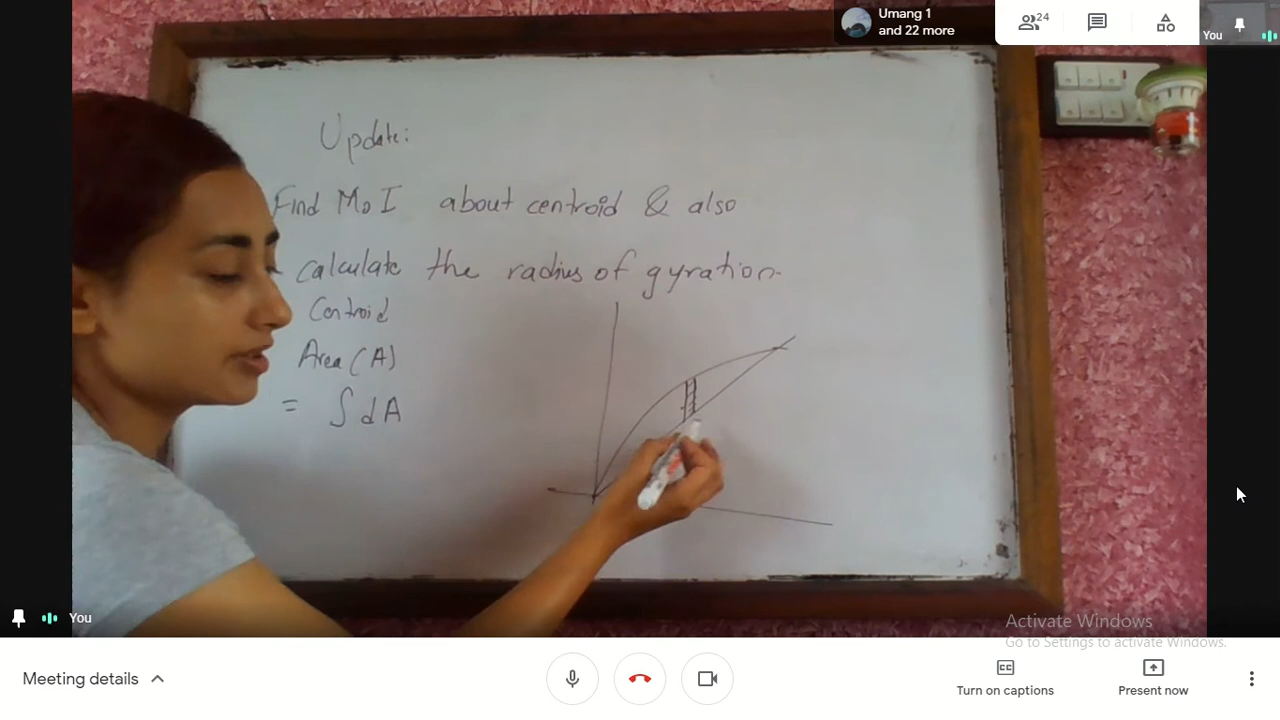 Umang 1
and 22 more
24
You
Update:
Find MoI about centroid & also
calculate the radius of gyration.
Centroid
Area (A)
= ∫dA
You
Activate Windows
Go to Settings to activate Windows.
Meeting details
Turn on captions
Present now